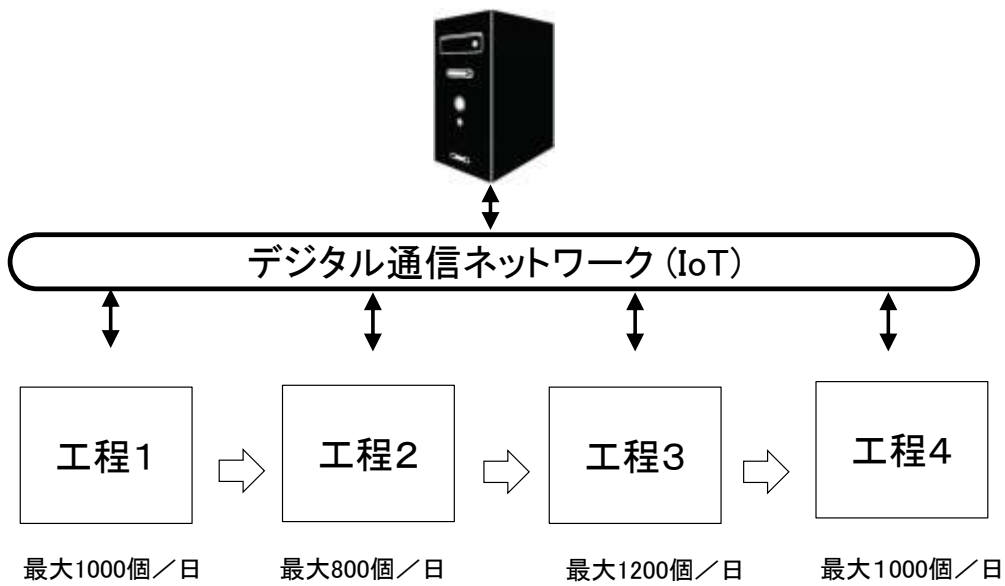 デジタル通信ネットワーク (IoT)
工程1
工程2
工程3
工程4
最大1000個／日
最大800個／日
最大1200個／日
最大1000個／日